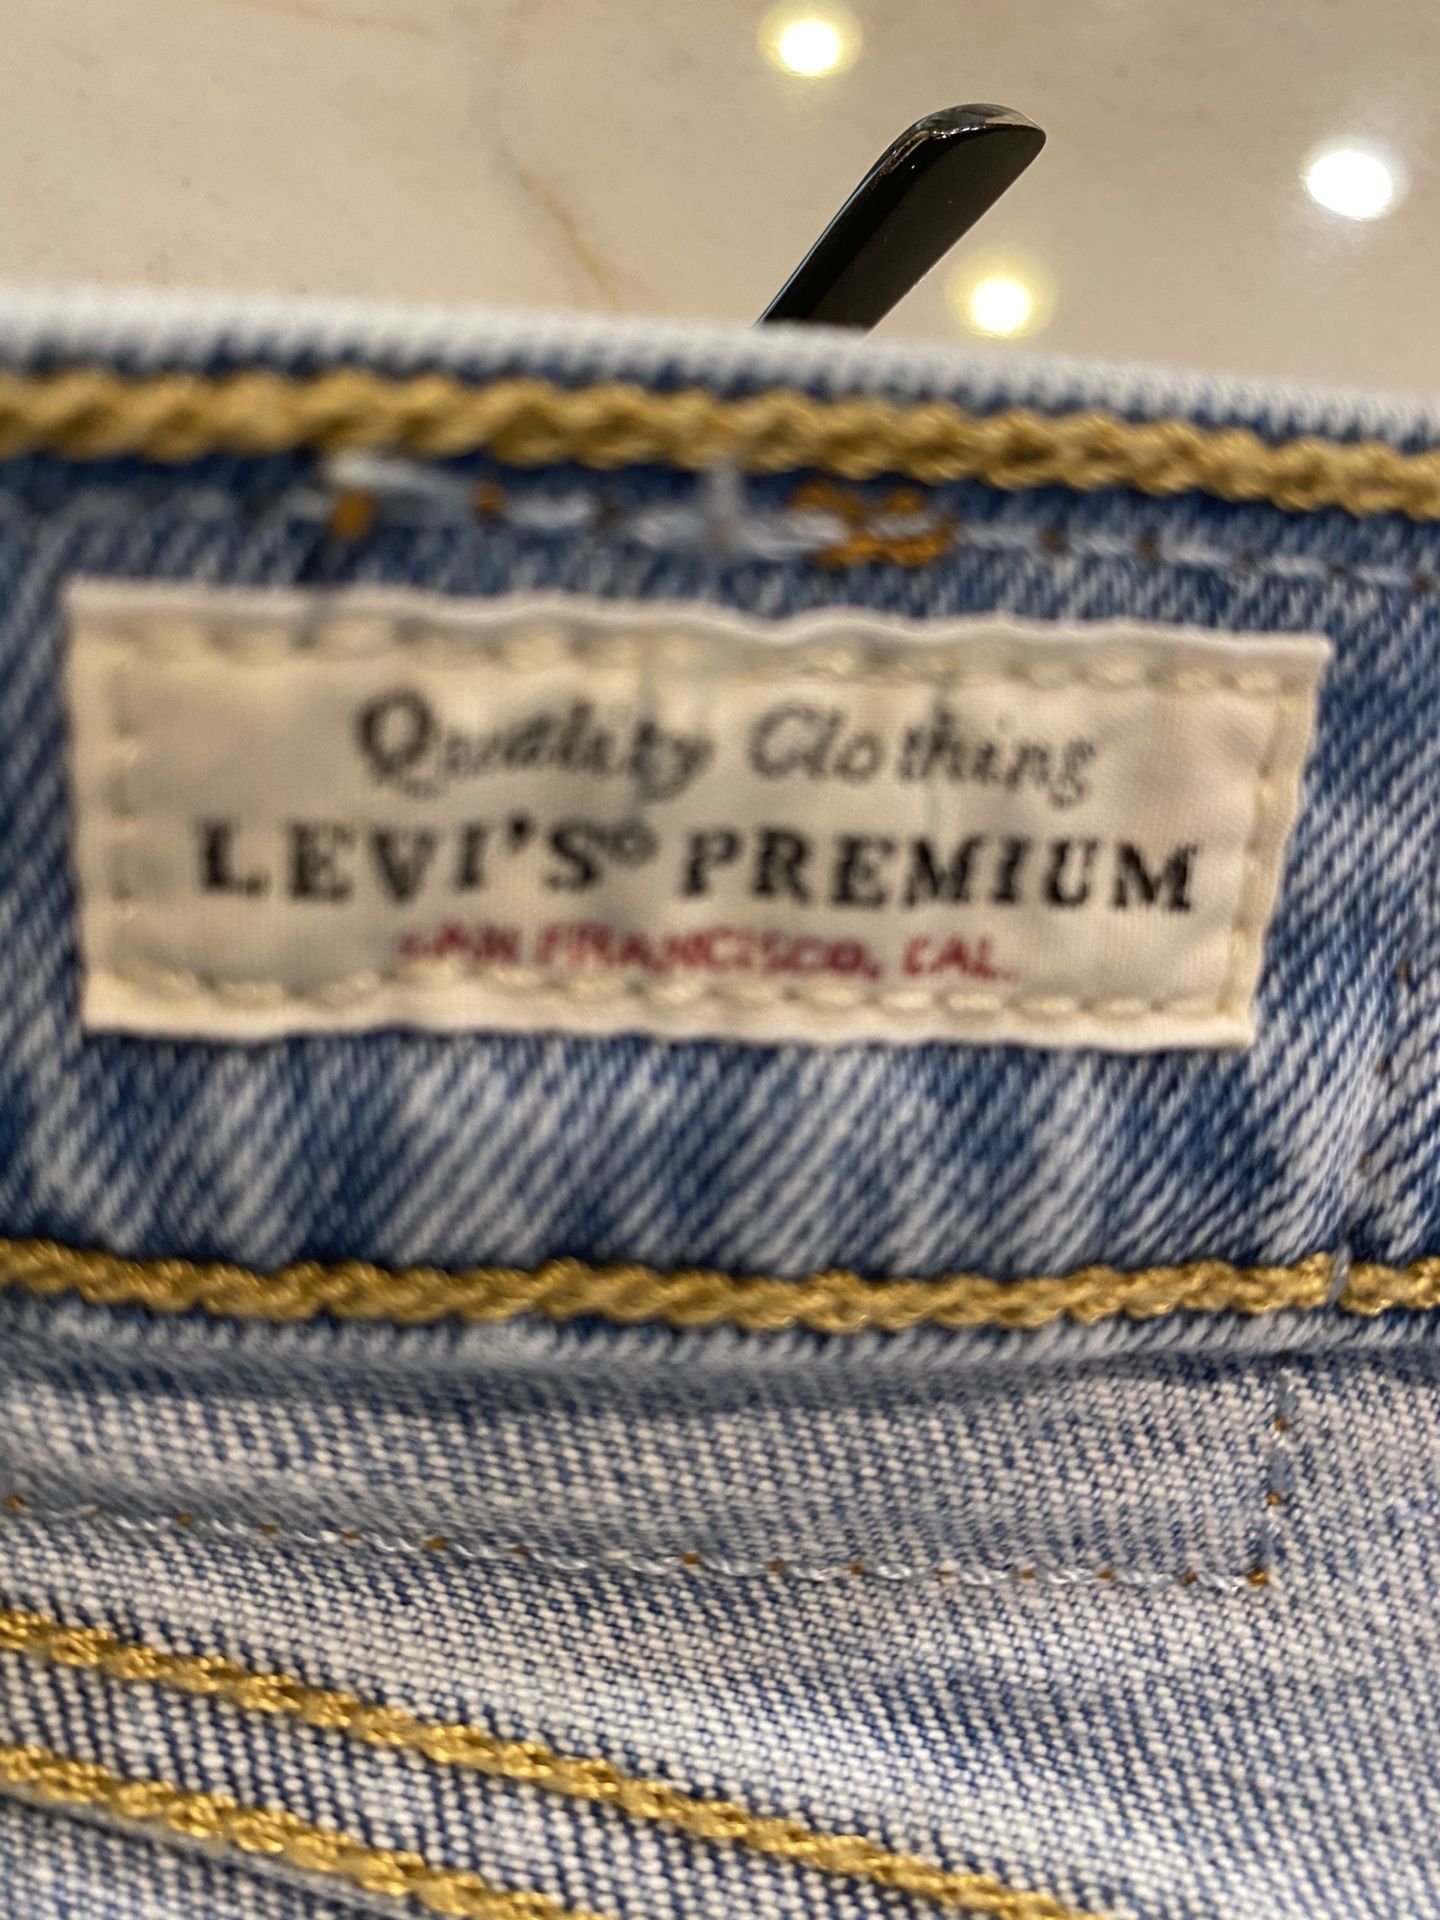 Quality Clothing
LEVI'S® PREMIUM
SAN FRANCISCO, CAL.